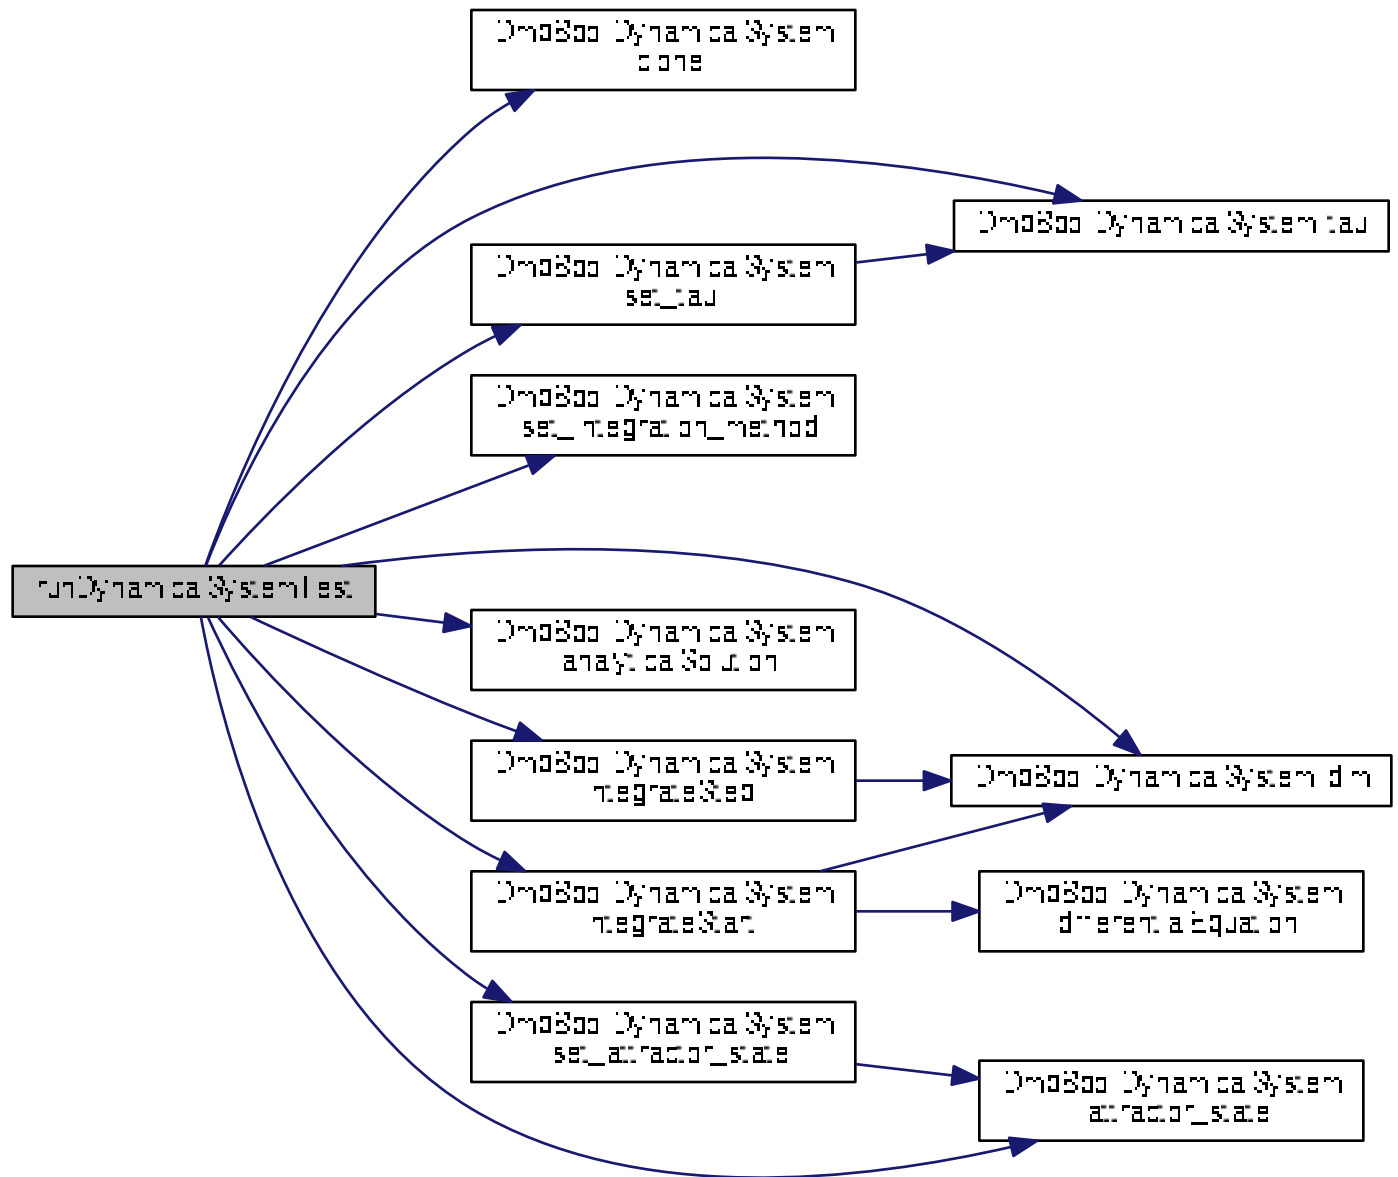 DmpBbo::DynamicalSystem
::clone
DmpBbo::DynamicalSystem::tau
DmpBbo::DynamicalSystem
::set_tau
DmpBbo::DynamicalSystem
::set_integration_method
runDynamicalSystemTest
DmpBbo::DynamicalSystem
::analyticalSolution
DmpBbo::DynamicalSystem
::integrateStep
DmpBbo::DynamicalSystem::dim
DmpBbo::DynamicalSystem
::integrateStart
DmpBbo::DynamicalSystem
::differentialEquation
DmpBbo::DynamicalSystem
::set_attractor_state
DmpBbo::DynamicalSystem
::attractor_state